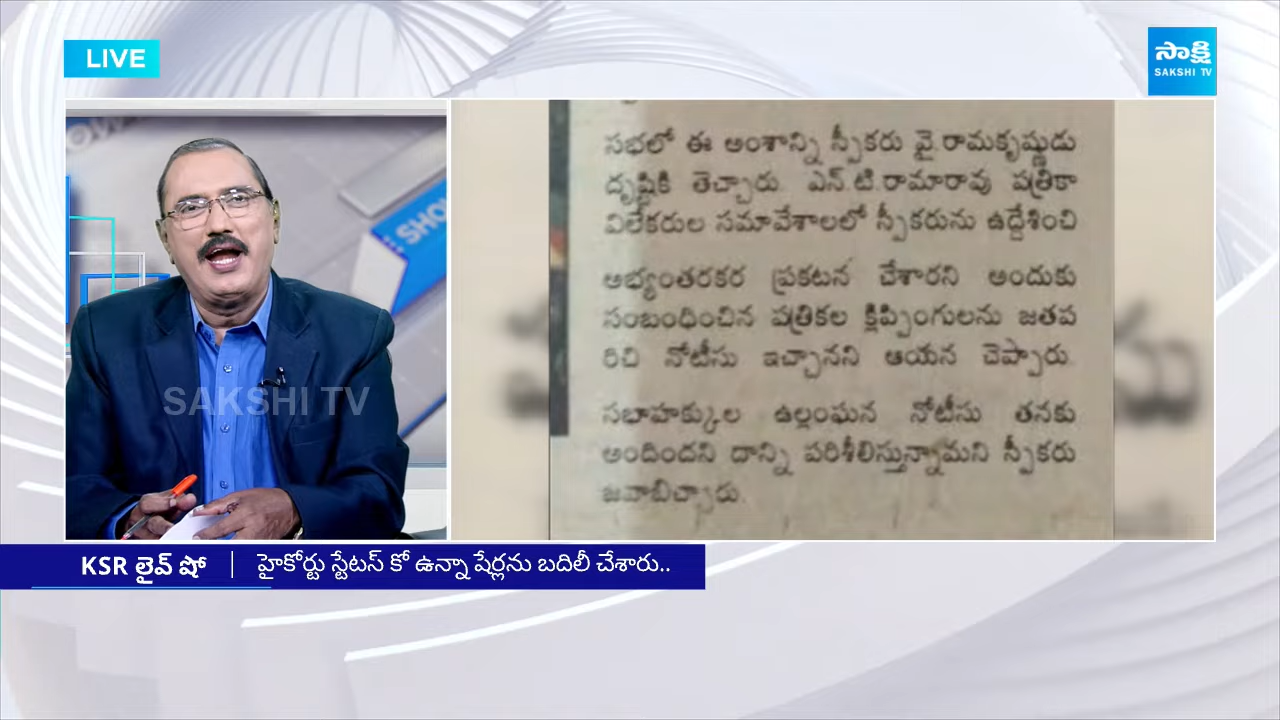 LIVE
సాక్షి
SAKSHI TV
సభలో ఈ అంశాన్ని స్పీకరు వై.రామకృష్ణుడు
దృష్టికి తెచ్చారు. ఎన్.టి.రామారావు పత్రికా
విలేకరుల సమావేశాలలో స్పీకరును ఉద్దేశించి
అభ్యంతరకర ప్రకటన చేశారని అందుకు
సంబంధించిన పత్రికల క్లిప్పింగులను జతప
రిచి నోటీసు ఇచ్చానని ఆయన చెప్పారు.
సభాహక్కుల ఉల్లంఘన నోటీసు తనకు
అందిందని దాన్ని పరిశీలిస్తున్నామని స్పీకరు
జవాబిచ్చారు.
SHOW
SAKSHI TV
KSR లైవ్ షో | హైకోర్టు స్టేటస్ కో ఉన్నా షేర్లను బదిలీ చేశారు..